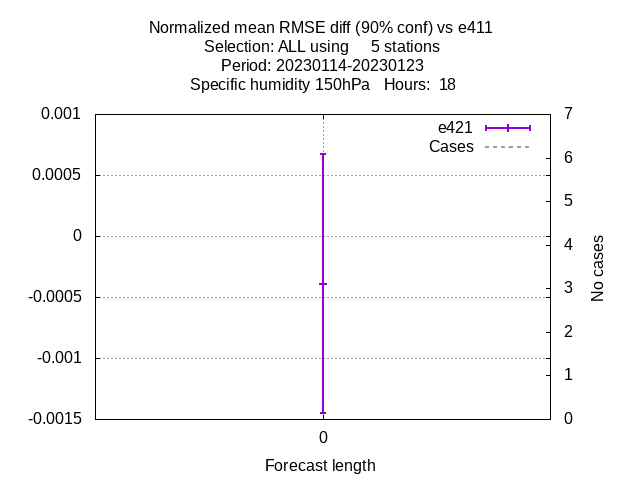 Normalized mean RMSE diff (90% conf) vs e411
Selection: ALL using     5 stations
Period: 20230114-20230123
Specific humidity 150hPa   Hours:  18
e421
Cases
0.001
0.0005
0
-0.0005
-0.001
-0.0015
7
6
5
4
3
2
1
0
No cases
0
Forecast length